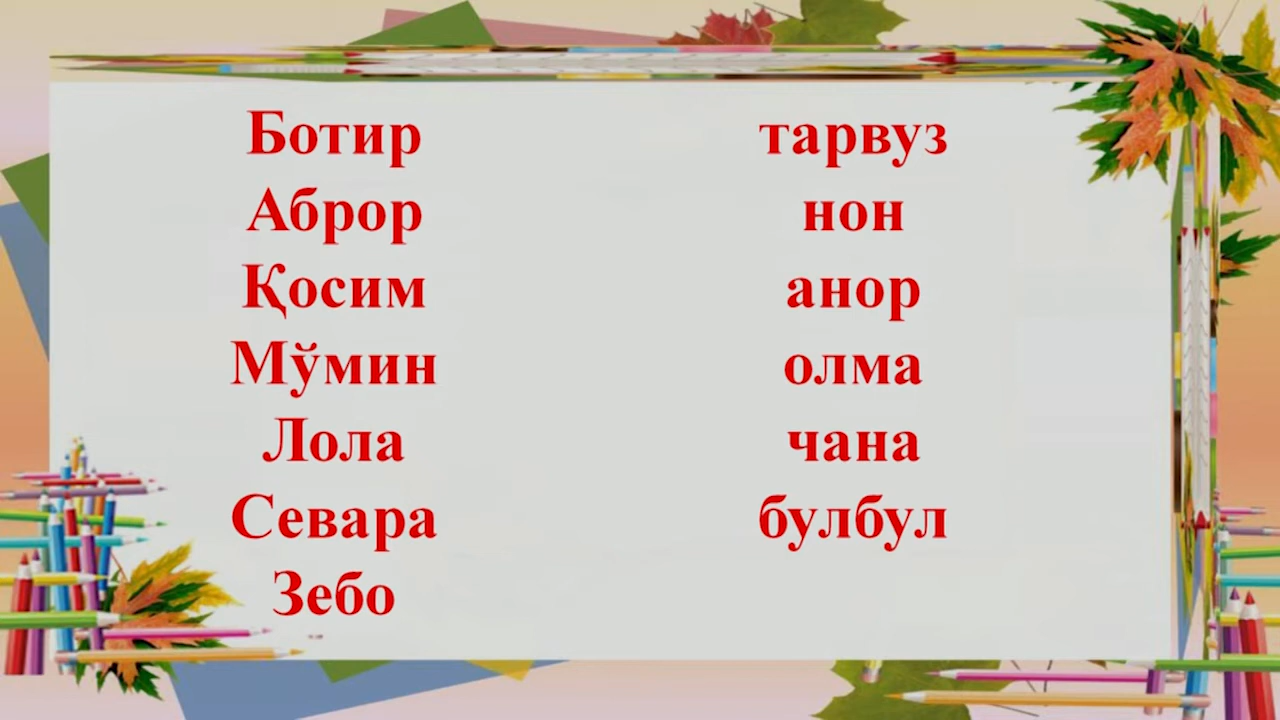 Ботир
Аброр
Қосим
Мўмин
Лола
Севара
Зебо
тарвуз
нон
анор
олма
чана
булбул